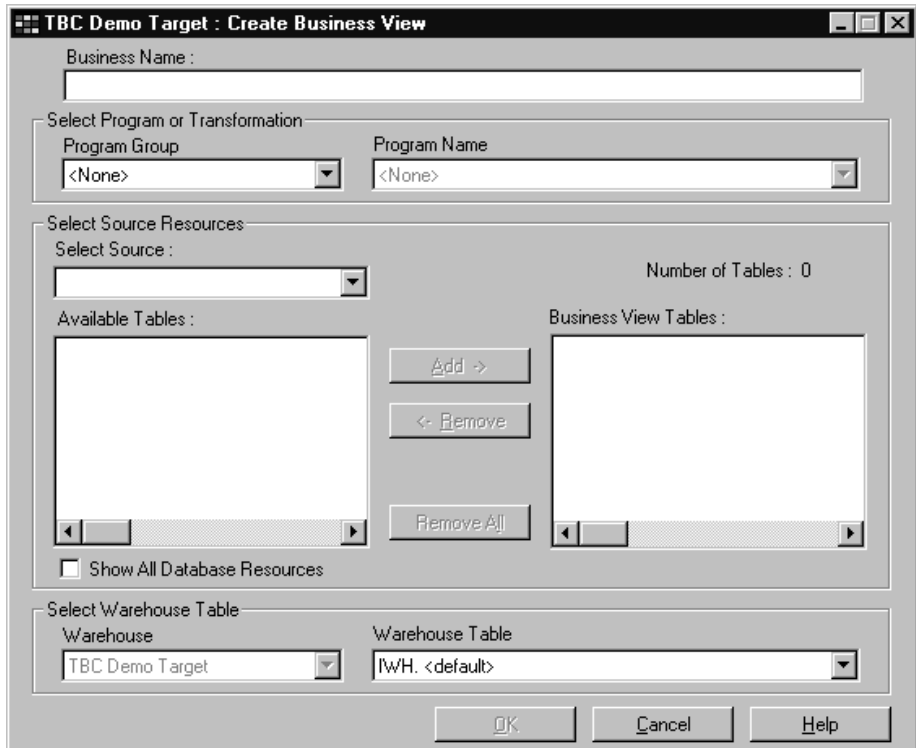 TBC Demo Target : Create Business View
Business Name :
Select Program or Transformation
Program Group
Program Name
<None>
<None>
Select Source Resources
Select Source :
Number of Tables : 0
Available Tables :
Business View Tables :
Add ->
<- Remove
Remove All
Show All Database Resources
Select Warehouse Table
Warehouse
Warehouse Table
TBC Demo Target
IWH. <default>
OK
Cancel
Help